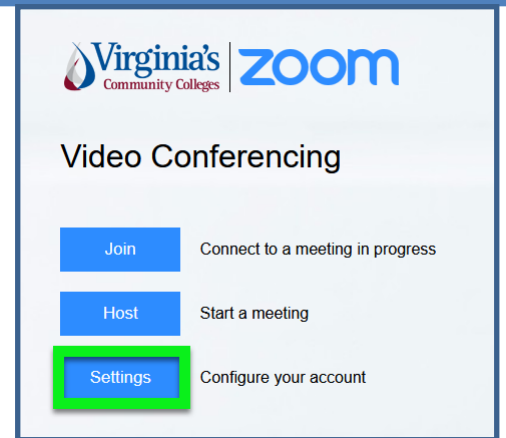 Virginia's zoom
Community Colleges
Video Conferencing
Join Connect to a meeting in progress
Host Start a meeting
Settings Configure your account